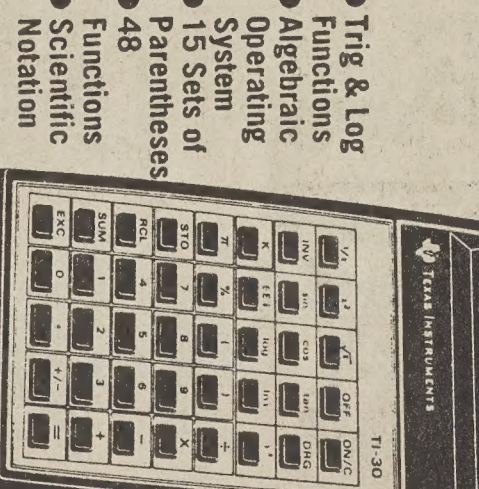 • Trig & Log
Functions
• Algebraic
Operating
System
• 15 Sets of
Parentheses
• 48
Functions
• Scientific
Notation
TEXAS INSTRUMENTS
TI-30
1/x x² √x OFF ON/C
INV sin cos tan DRG
K EE↓ log
π % ( ) ÷
STO 7 8 9 X
RCL 4 5 6 −
SUM 1 2 3 +
EXC 0 • +/- =